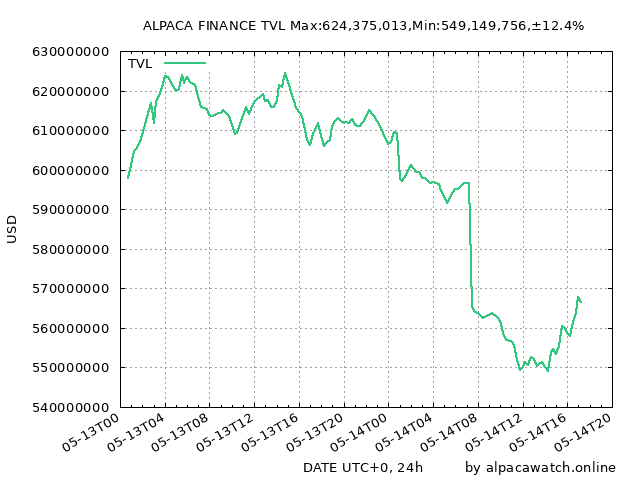 ALPACA FINANCE TVL Max:624,375,013,Min:549,149,756,±12.4%
TVL
630000000
620000000
610000000
600000000
590000000
580000000
570000000
560000000
550000000
540000000
USD
05-13T00
05-13T04
05-13T08
05-13T12
05-13T16
05-13T20
05-14T00
05-14T04
05-14T08
05-14T12
05-14T16
05-14T20
DATE UTC+0, 24h
by alpacawatch.online